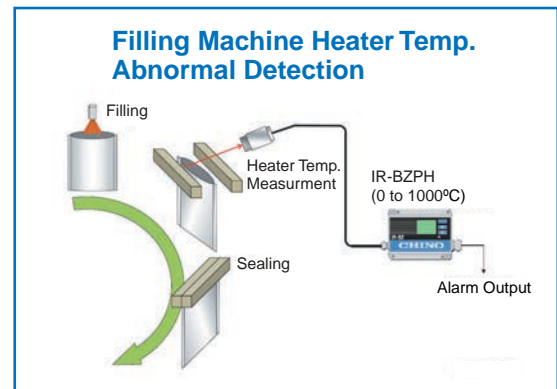 Filling Machine Heater Temp.
Abnormal Detection
Filling
Heater Temp.
Measurment
IR-BZPH
(0 to 1000ºC)
CHINO
Sealing
Alarm Output